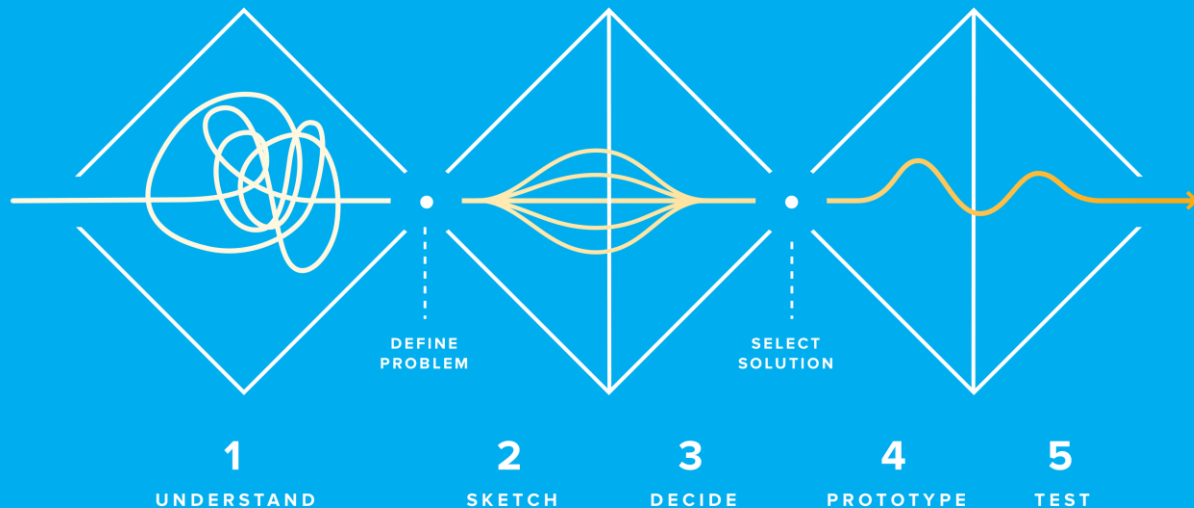 DEFINE
PROBLEM
SELECT
SOLUTION
1
UNDERSTAND
2
SKETCH
3
DECIDE
4
PROTOTYPE
5
TEST